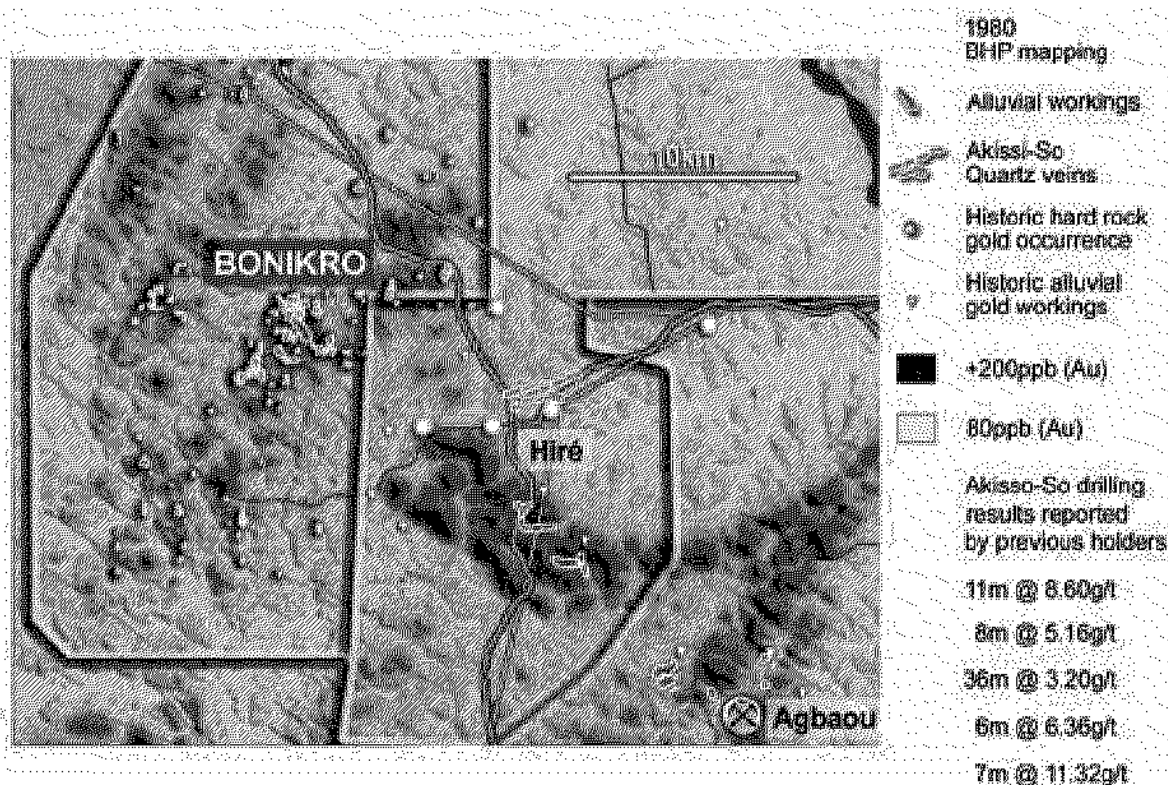 1980
BHP mapping
Alluvial workings
Akissi-So
Quartz veins
Historic hard rock
gold occurrence
Historic alluvial
gold workings
+200ppb (Au)
80ppb (Au)
Akisso-So drilling
results reported
by previous holders
11m @ 8.60g/t
8m @ 5.16g/t
36m @ 3.20g/t
6m @ 6.36g/t
7m @ 11.32g/t
10km
BONIKRO
Hiré
Agbaou